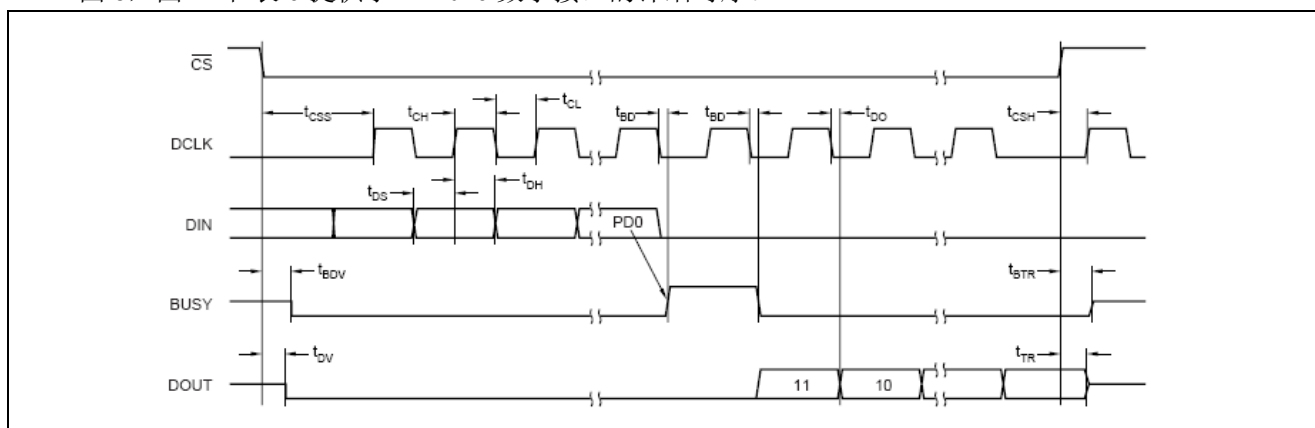 CS
tCSS
tCH
tCL
tBD
tBD
tDO
tCSH
DCLK
tDS
tDH
DIN
PD0
tBDV
tBTR
BUSY
tDV
tTR
DOUT
11
10